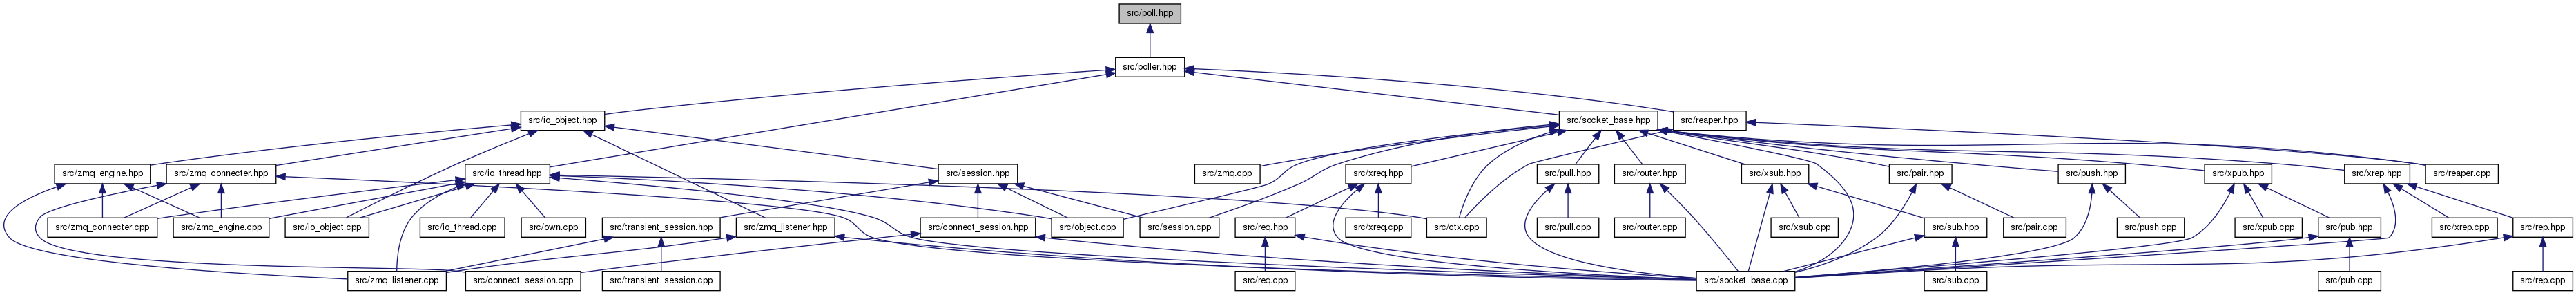 src/poll.hpp
src/poller.hpp
src/io_object.hpp
src/socket_base.hpp
src/reaper.hpp
src/zmq_engine.hpp
src/zmq_connecter.hpp
src/io_thread.hpp
src/session.hpp
src/zmq.cpp
src/xreq.hpp
src/pull.hpp
src/router.hpp
src/xsub.hpp
src/pair.hpp
src/push.hpp
src/xpub.hpp
src/xrep.hpp
src/reaper.cpp
src/zmq_connecter.cpp
src/zmq_engine.cpp
src/io_object.cpp
src/io_thread.cpp
src/own.cpp
src/transient_session.hpp
src/zmq_listener.hpp
src/connect_session.hpp
src/object.cpp
src/session.cpp
src/req.hpp
src/xreq.cpp
src/ctx.cpp
src/pull.cpp
src/router.cpp
src/xsub.cpp
src/sub.hpp
src/pair.cpp
src/push.cpp
src/xpub.cpp
src/pub.hpp
src/xrep.cpp
src/rep.hpp
src/zmq_listener.cpp
src/connect_session.cpp
src/transient_session.cpp
src/req.cpp
src/socket_base.cpp
src/sub.cpp
src/pub.cpp
src/rep.cpp